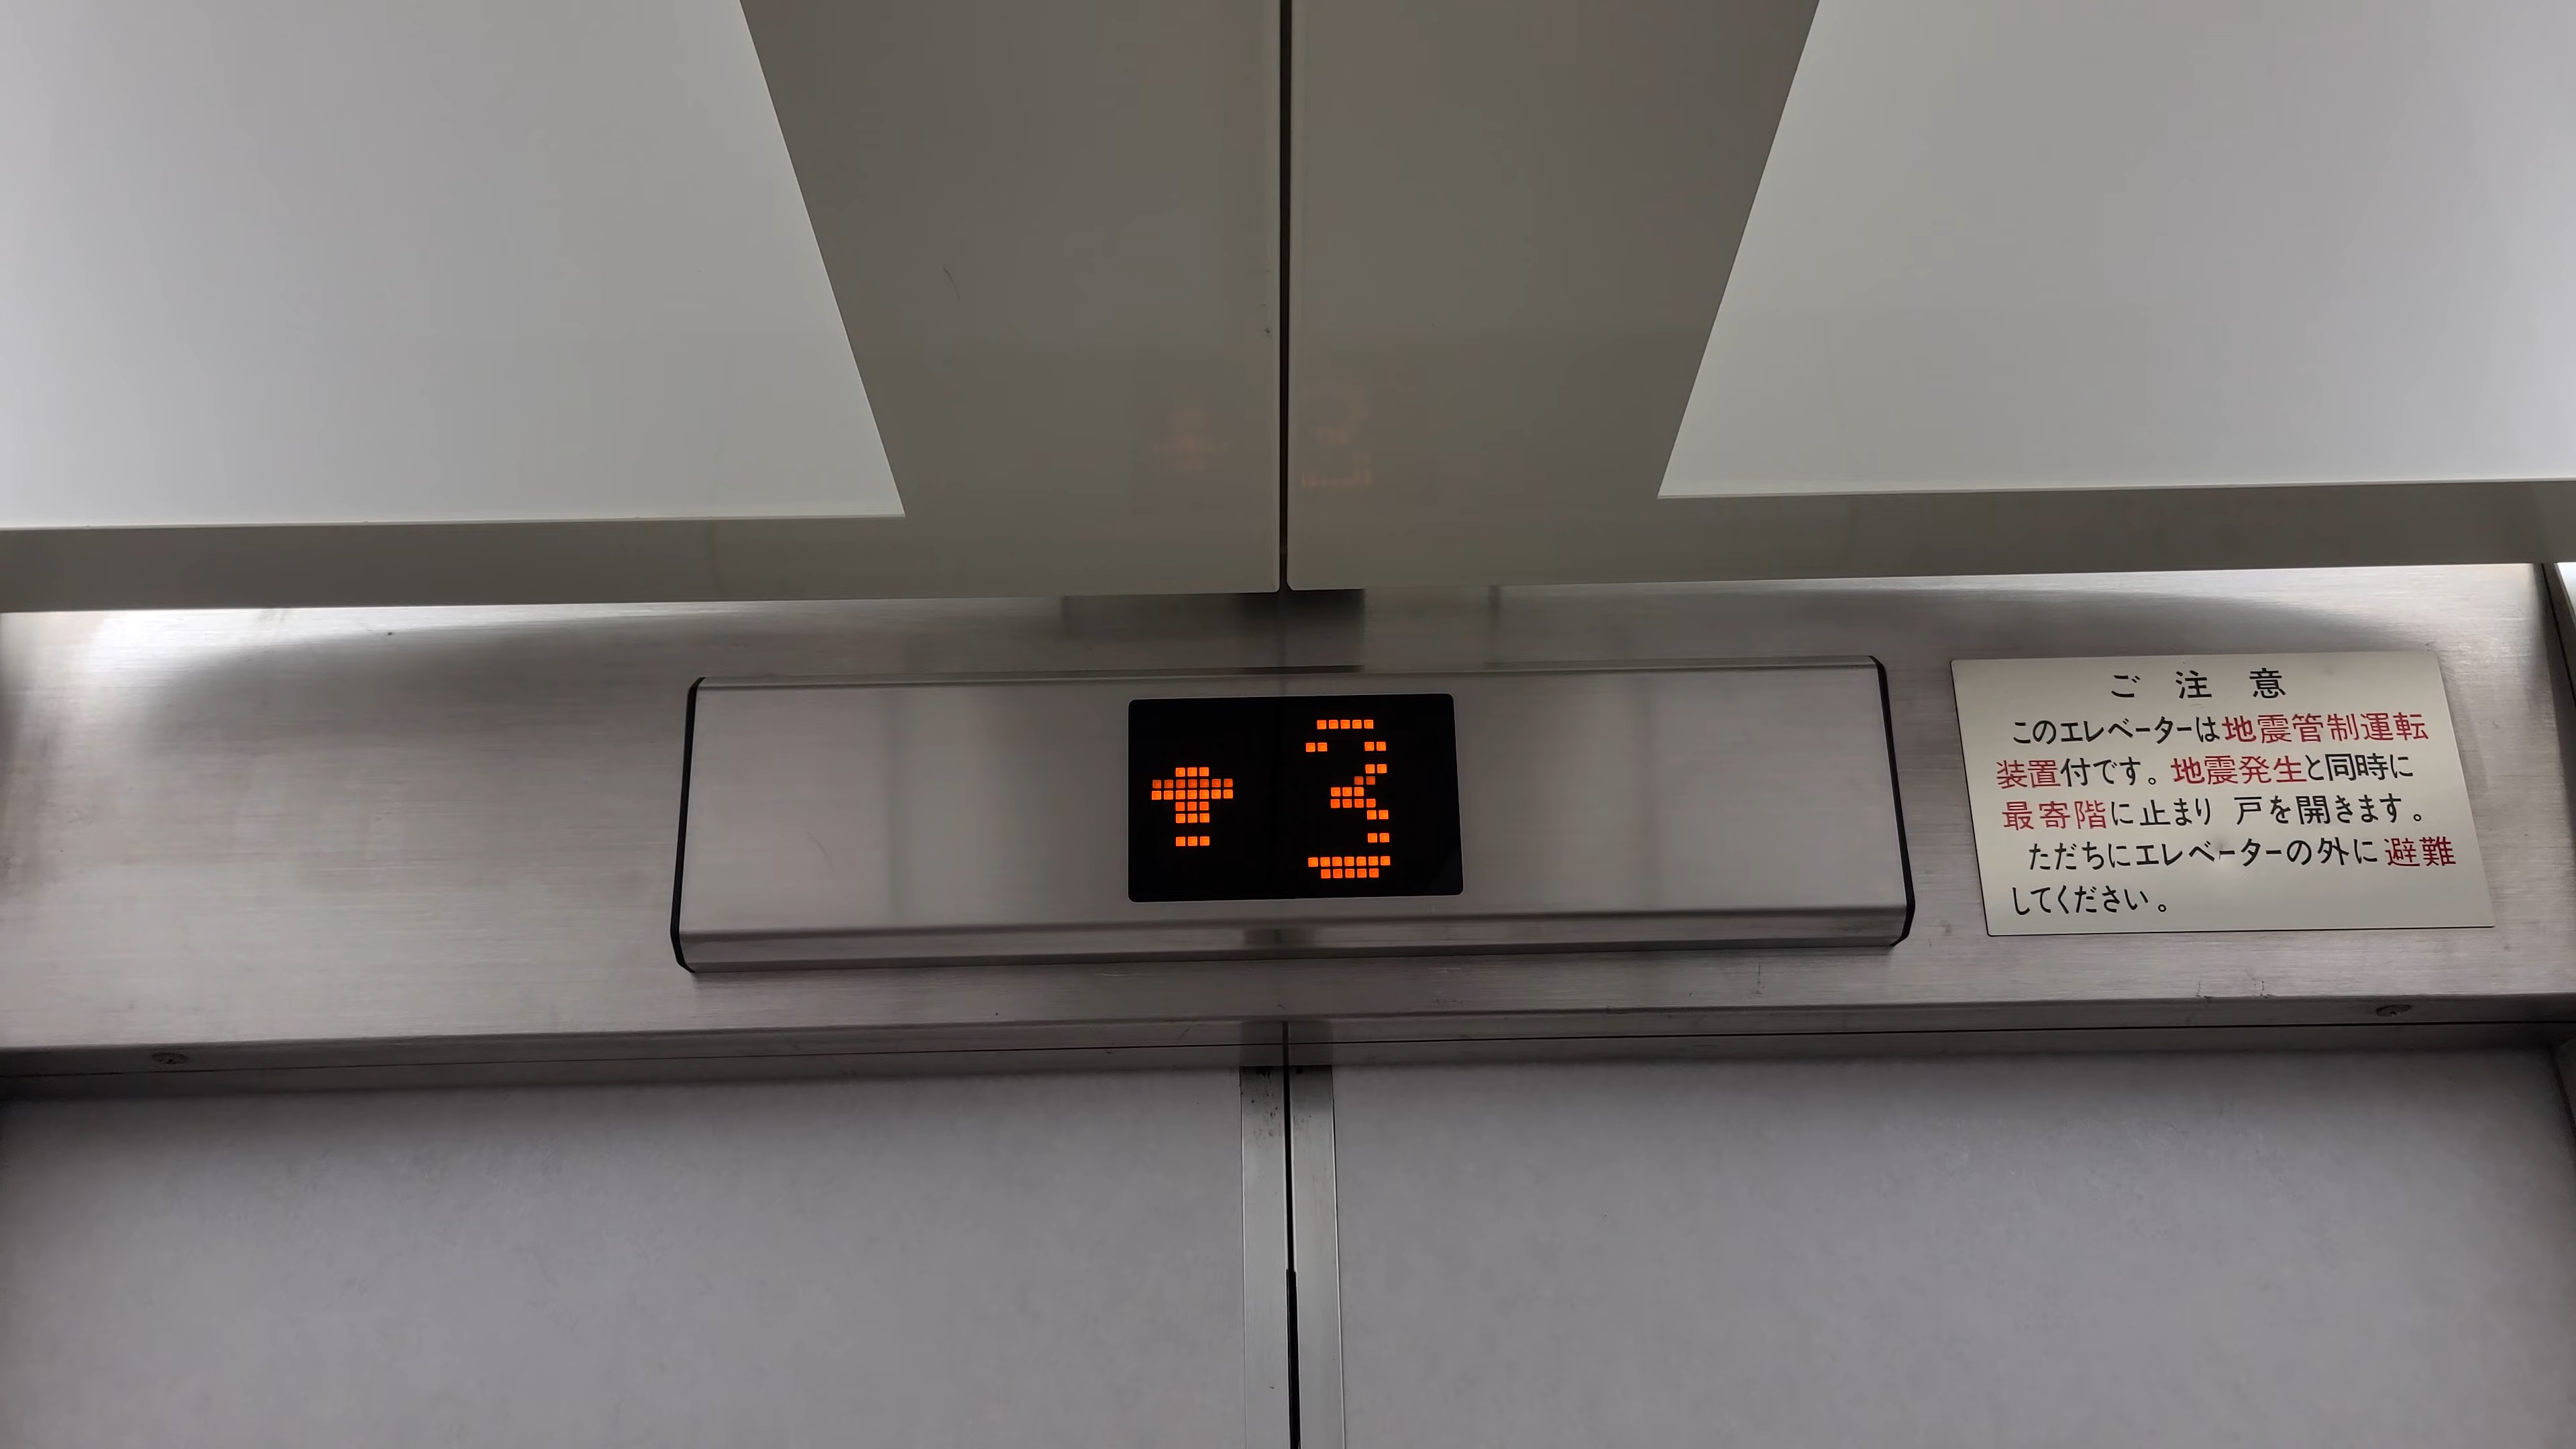 3
ご注意
このエレベーターは地震管制運転
装置付です。地震発生と同時に
最寄階に止まり 戸を開きます。
ただちにエレベーターの外に避難
してください。